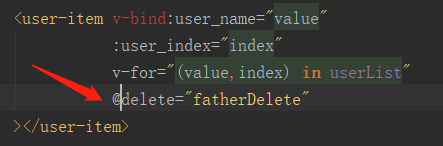 <user-item v-bind:user_name="value"
:user_index="index"
v-for="(value,index) in userList"
@delete="fatherDelete"
></user-item>